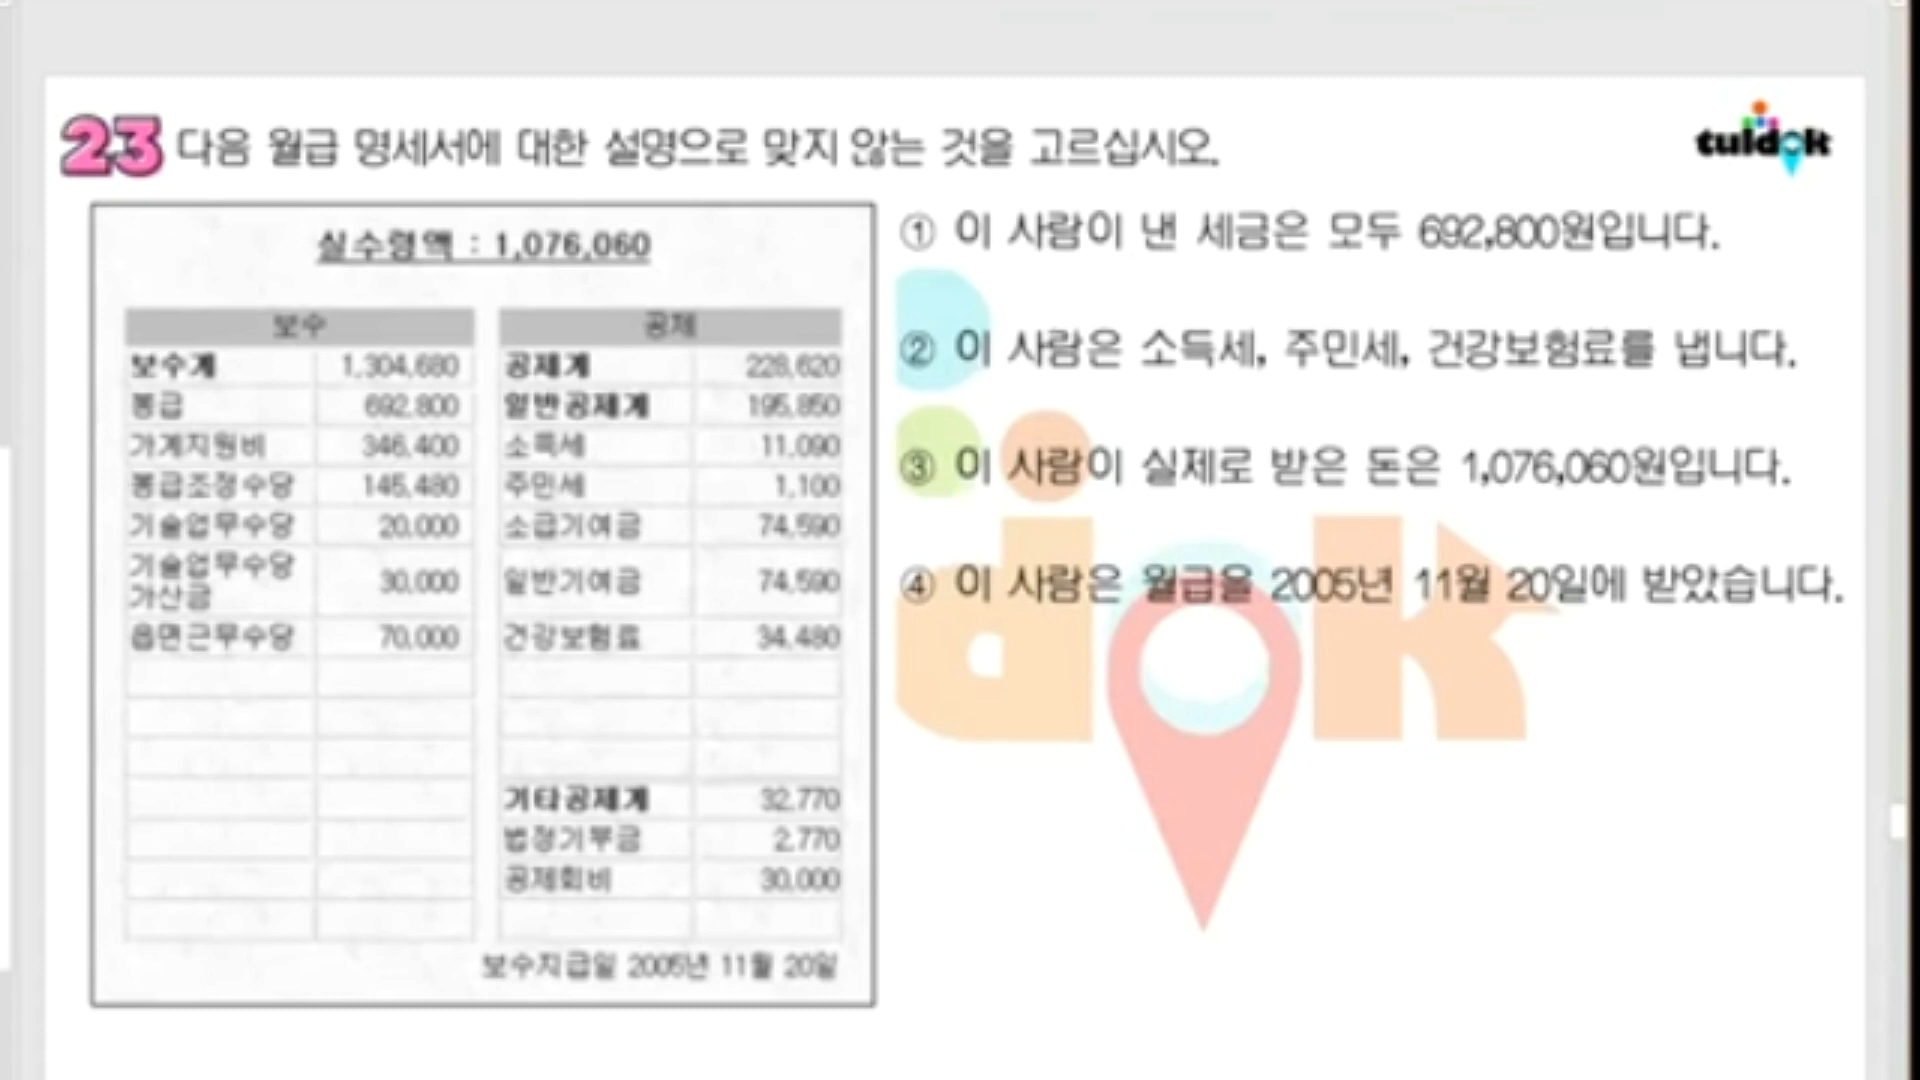 23 다음 월급 명세서에 대한 설명으로 맞지 않는 것을 고르십시오.
tuidok
실수령액 : 1,076,060
보수 공제
보수계 1,304,680 공제계 228,620
봉급 692,800 일반공제계 195,850
가계지원비 346,400 소득세 11,090
봉급조정수당 145,480 주민세 1,100
기술업무수당 20,000 소급기여금 74,590
기술업무수당
가산금 30,000 일반기여금 74,590
읍면근무수당 70,000 건강보험료 34,480
기타공제계 32,770
법정기부금 2,770
공제회비 30,000
보수지급일 2005년 11월 20일
① 이 사람이 낸 세금은 모두 692,800원입니다.
② 이 사람은 소득세, 주민세, 건강보험료를 냅니다.
③ 이 사람이 실제로 받은 돈은 1,076,060원입니다.
④ 이 사람은 월급을 2005년 11월 20일에 받았습니다.
dok